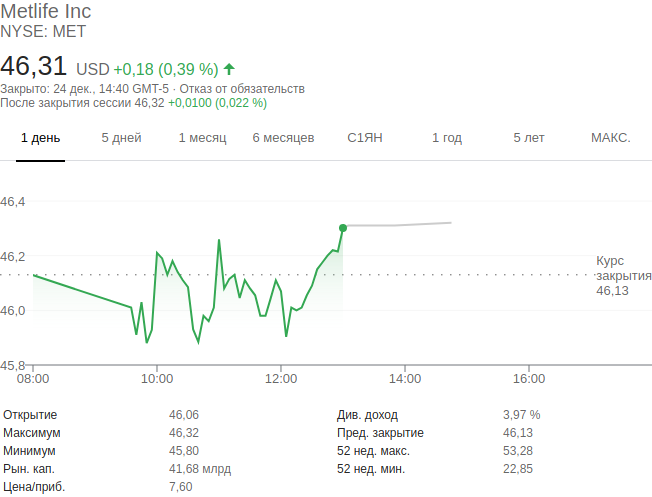 Metlife Inc
NYSE: MET
46,31 USD +0,18 (0,39 %)
Закрыто: 24 дек., 14:40 GMT-5 · Отказ от обязательств
После закрытия сессии 46,32 +0,0100 (0,022 %)
1 день 5 дней 1 месяц 6 месяцев С1ЯН 1 год 5 лет МАКС.
46,4
46,2
46,0
45,8
Курс
закрытия
46,13
08:00 10:00 12:00 14:00 16:00
Открытие 46,06 Див. доход 3,97 %
Максимум 46,32 Пред. закрытие 46,13
Минимум 45,80 52 нед. макс. 53,28
Рын. кап. 41,68 млрд 52 нед. мин. 22,85
Цена/приб. 7,60